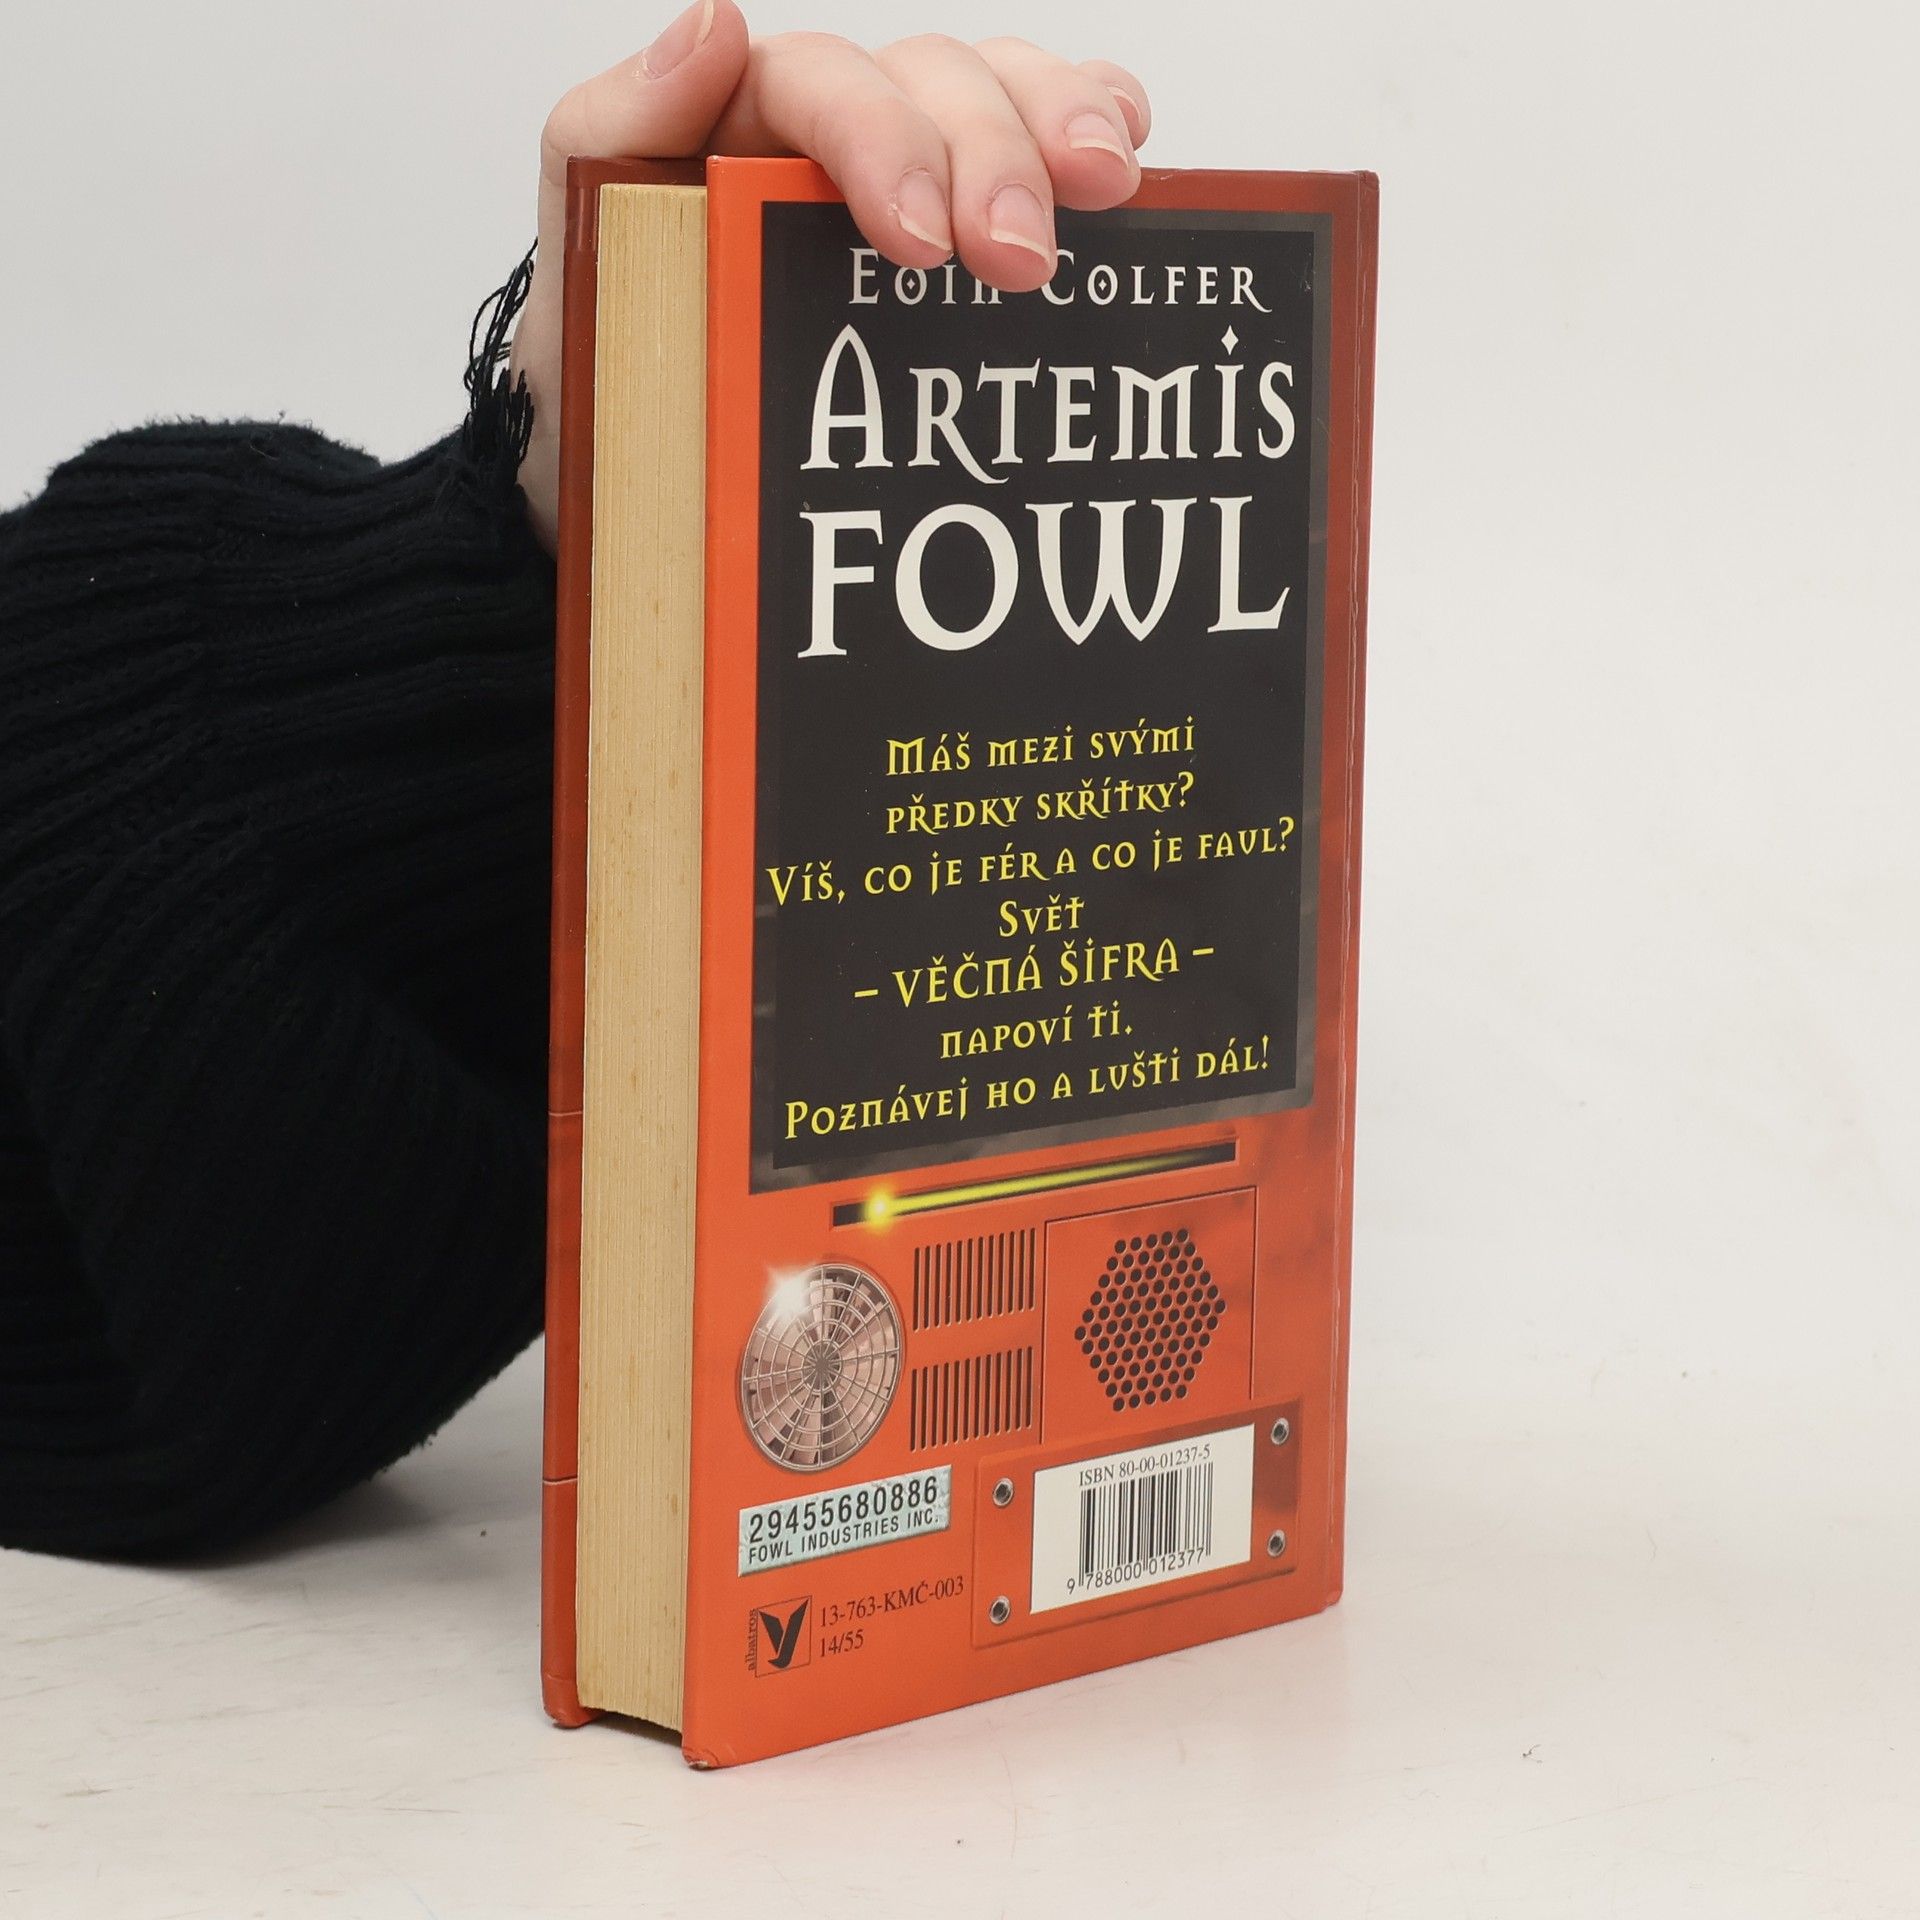 Eoin Colfer
Artemis
FOWL
Máš mezi svými
předky skřítky?
Víš, co je fér a co je faul?
Svět
– VĚČNÁ ŠIFRA –
napoví ti.
Poznávej ho a lušti dál!
29455680886
FOWL INDUSTRIES INC.
ISBN 80-00-01237-5
9 788000 012377
albatros
13-763-KMČ-003
14/55